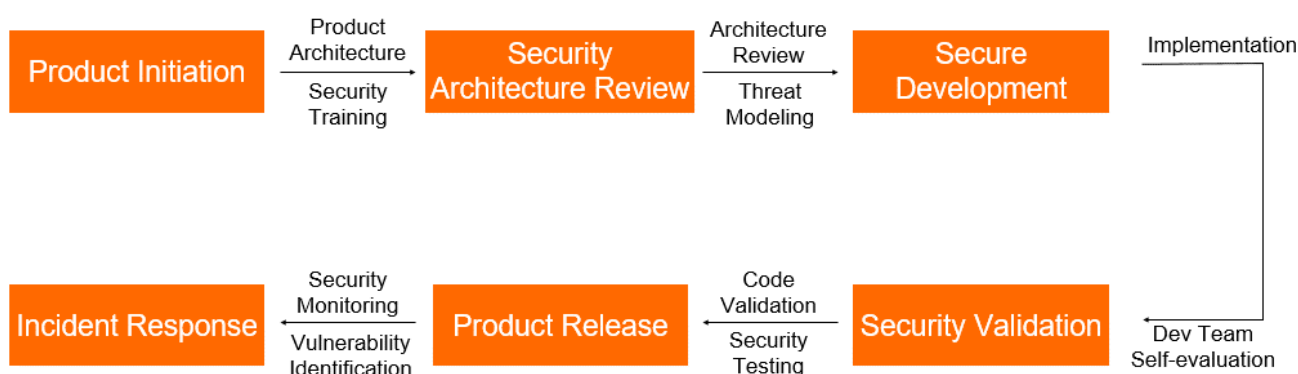 Product Initiation
Product
Architecture
Security
Training
Security
Architecture Review
Architecture
Review
Threat
Modeling
Secure
Development
Implementation
Dev Team
Self-evaluation
Security Validation
Code
Validation
Security
Testing
Product Release
Security
Monitoring
Vulnerability
Identification
Incident Response